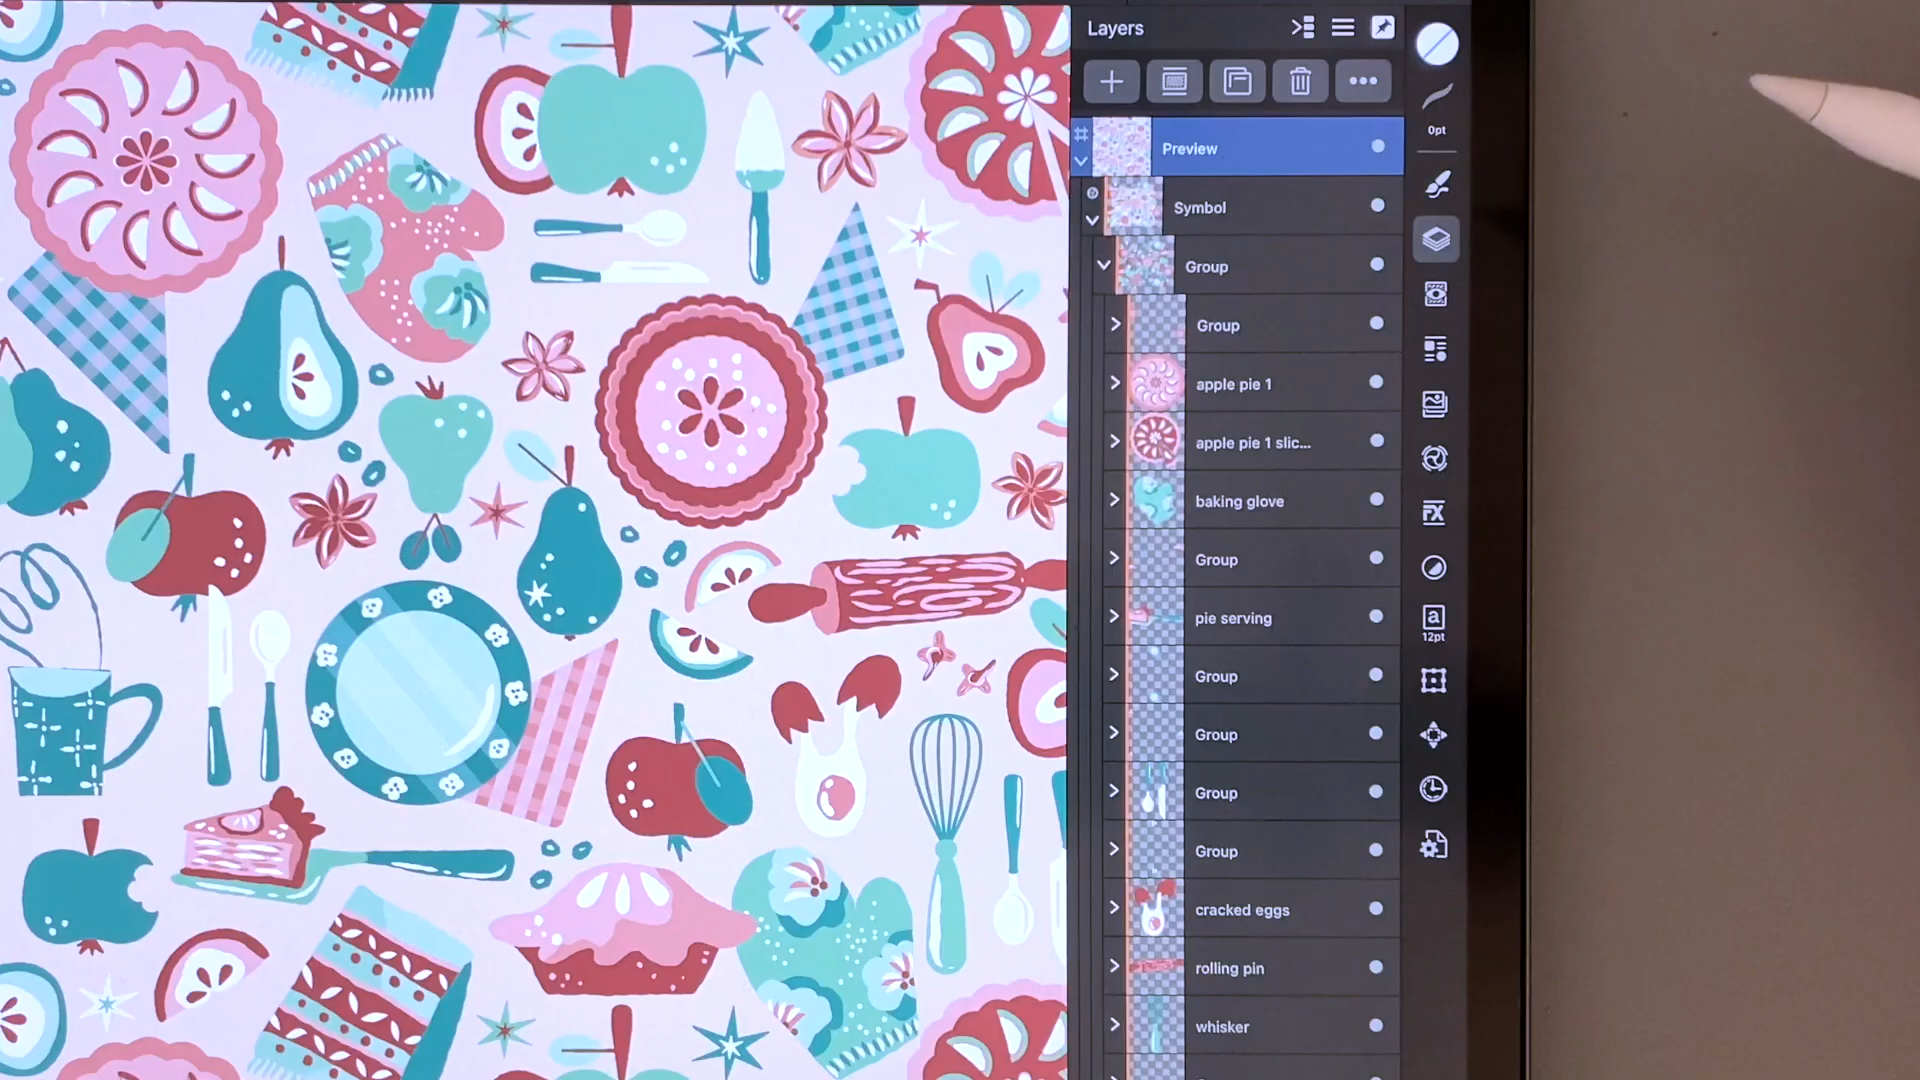 Layers
0pt
Preview
Symbol
Group
Group
apple pie 1
apple pie 1 slic...
baking glove
Group
FX
pie serving
a
12pt
Group
Group
Group
Group
cracked eggs
rolling pin
whisker